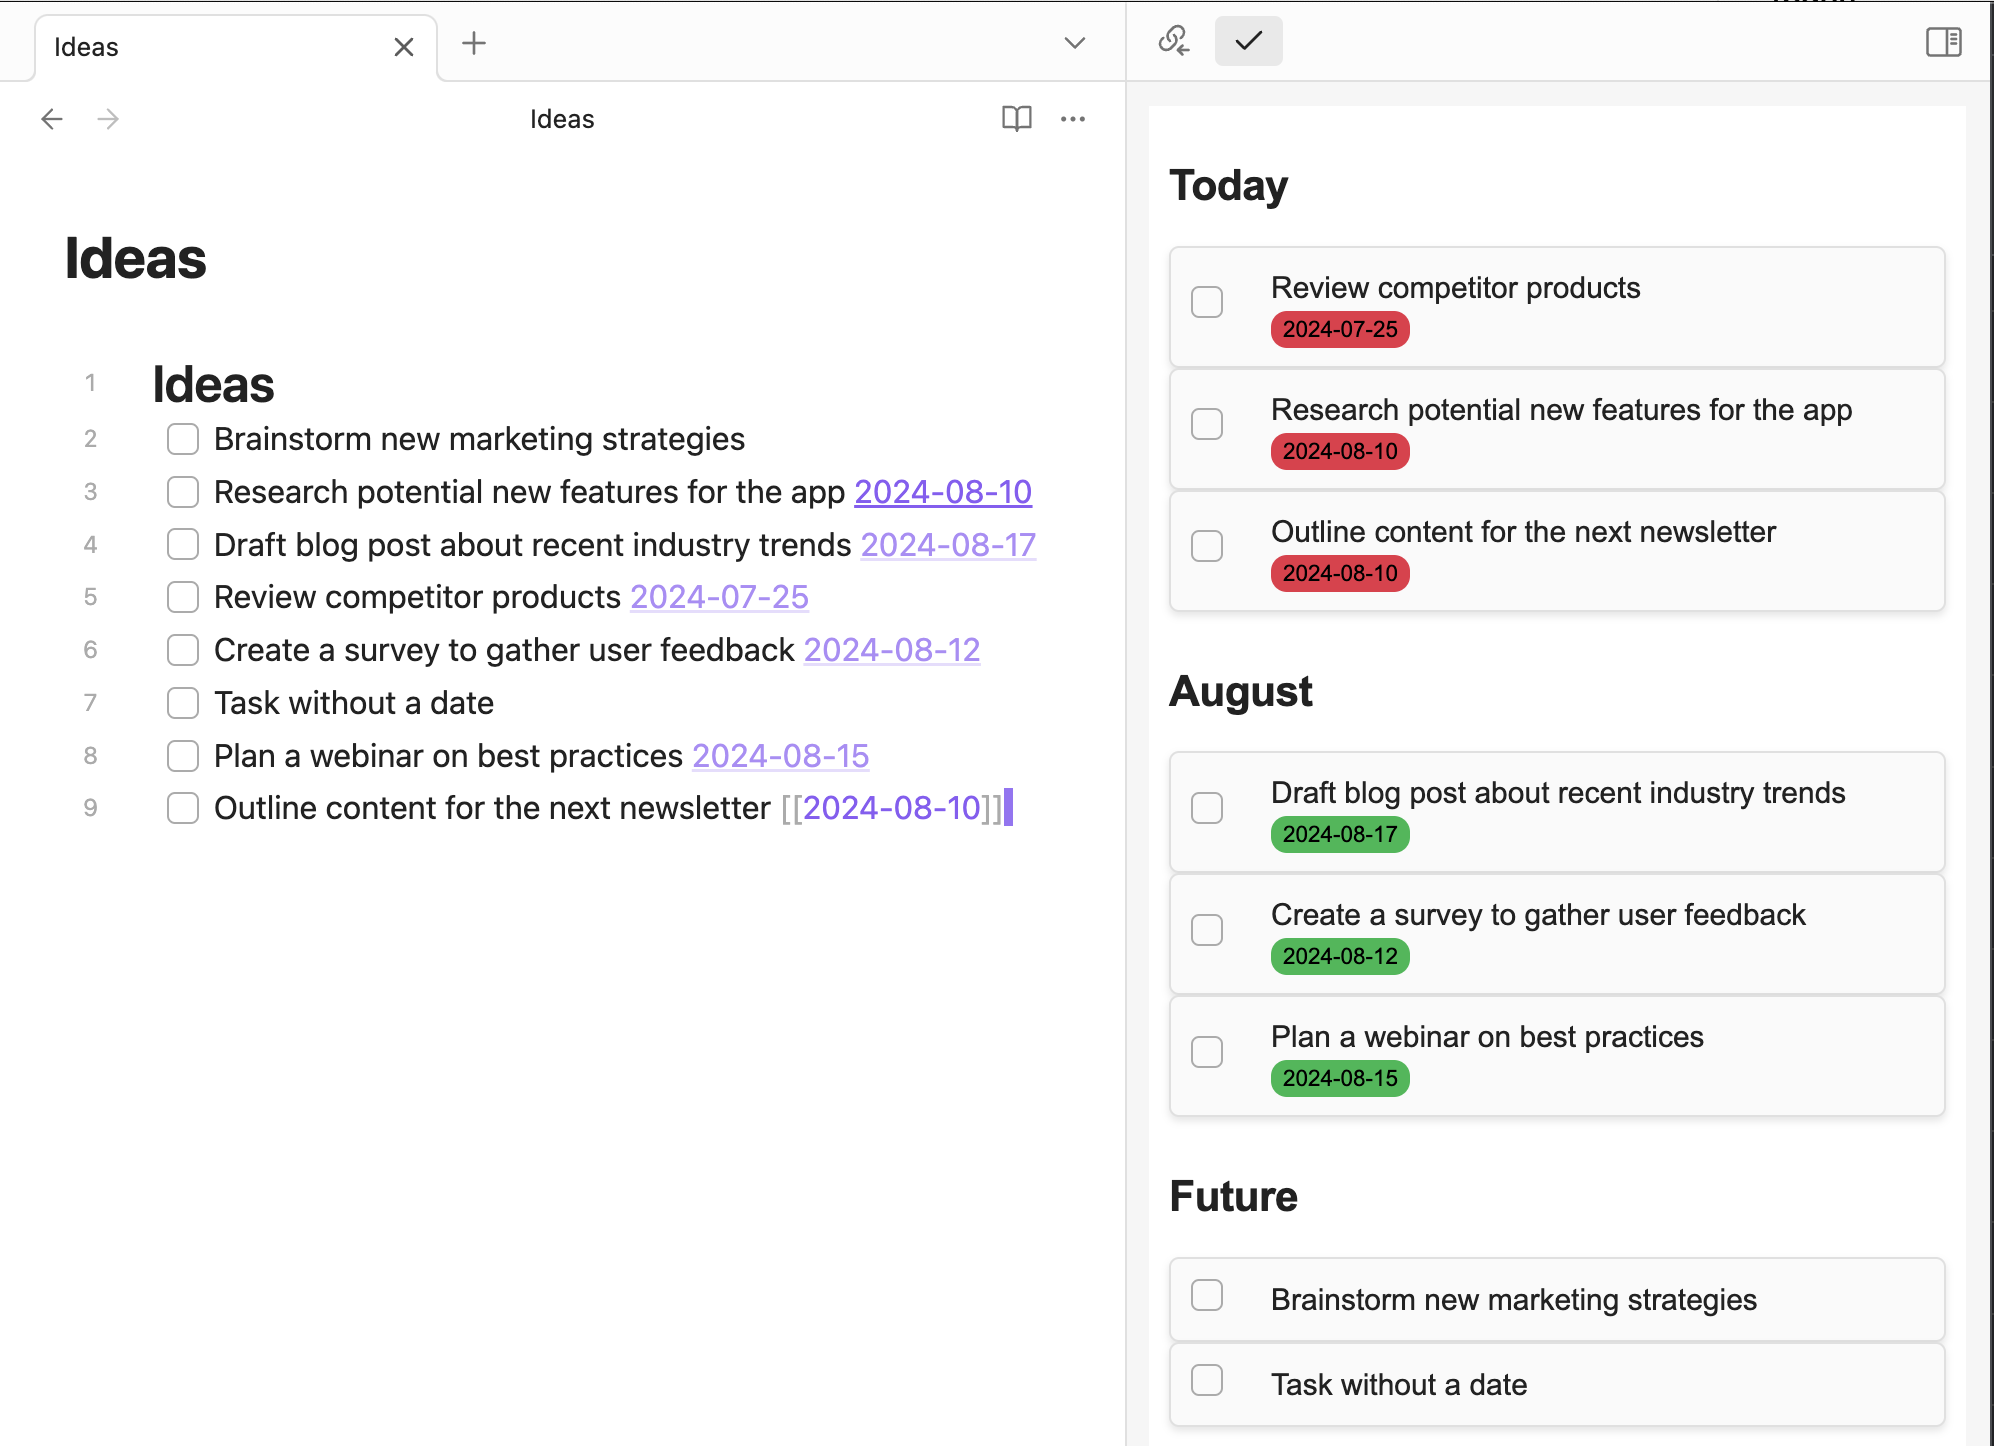 Ideas
Ideas
Ideas
1 Ideas
2 Brainstorm new marketing strategies
3 Research potential new features for the app 2024-08-10
4 Draft blog post about recent industry trends 2024-08-17
5 Review competitor products 2024-07-25
6 Create a survey to gather user feedback 2024-08-12
7 Task without a date
8 Plan a webinar on best practices 2024-08-15
9 Outline content for the next newsletter [[2024-08-10]]
Today
Review competitor products
2024-07-25
Research potential new features for the app
2024-08-10
Outline content for the next newsletter
2024-08-10
August
Draft blog post about recent industry trends
2024-08-17
Create a survey to gather user feedback
2024-08-12
Plan a webinar on best practices
2024-08-15
Future
Brainstorm new marketing strategies
Task without a date